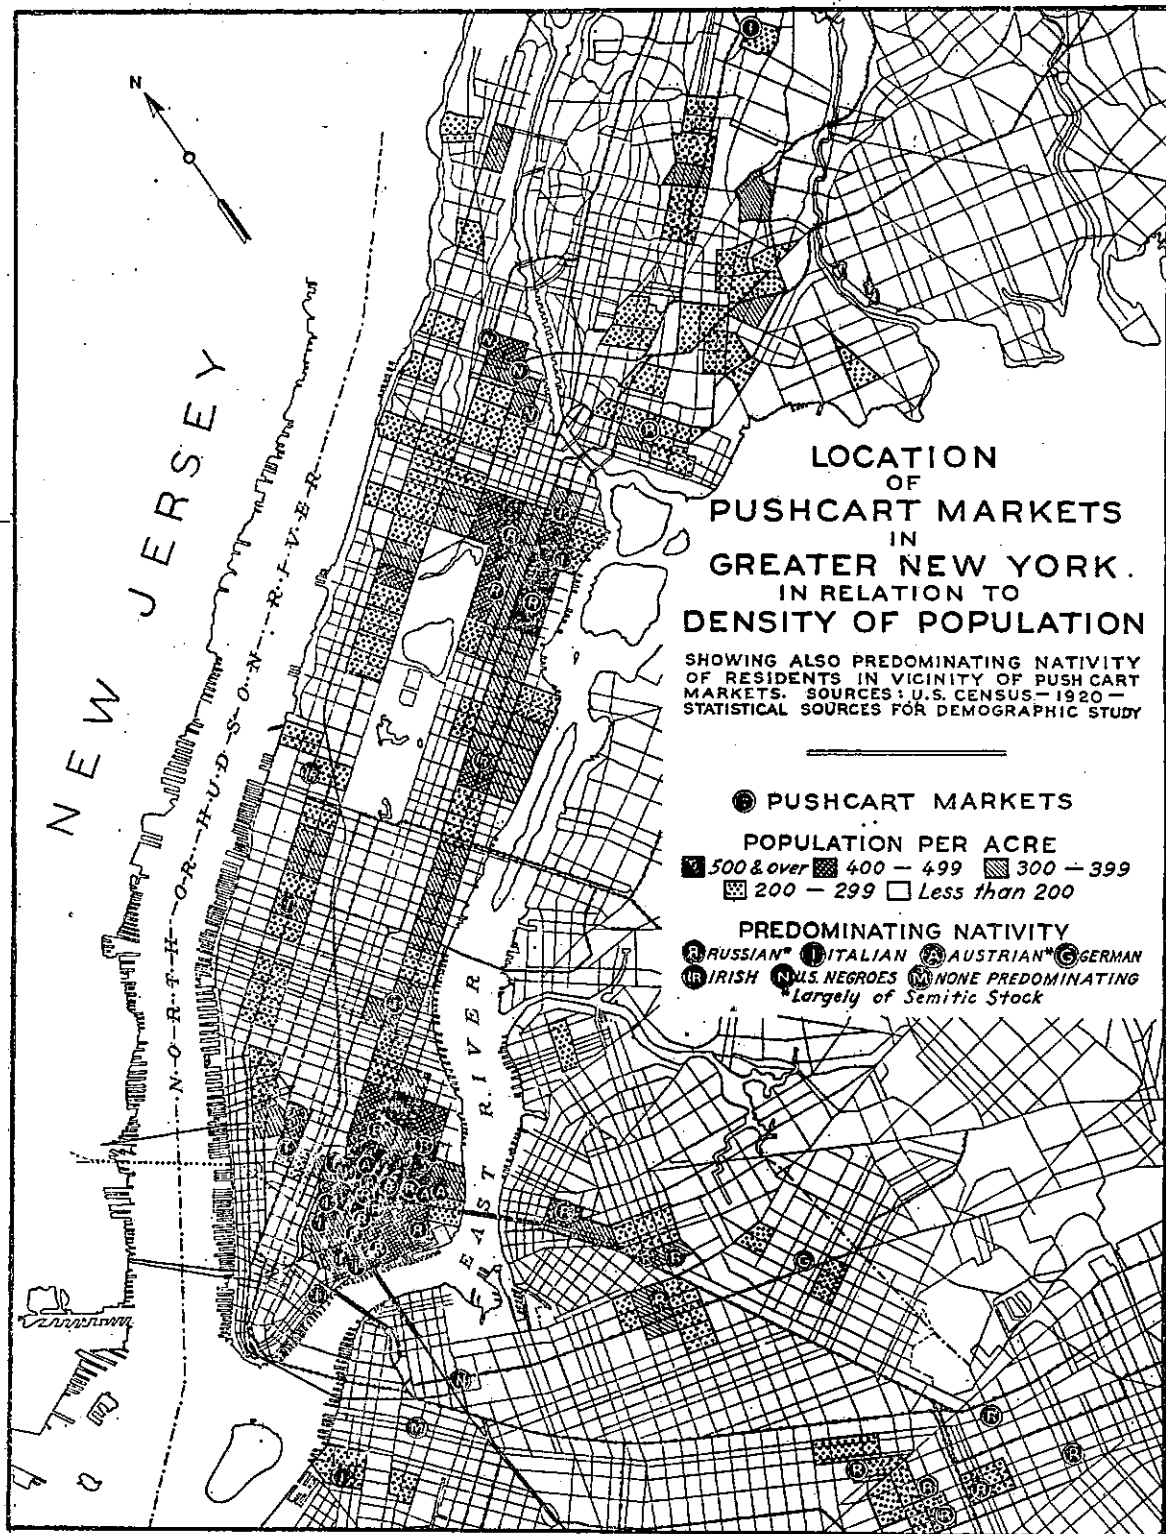 N
NEW JERSEY
NORTH OR HUDSON RIVER
EAST RIVER
LOCATION
OF
PUSHCART MARKETS
IN
GREATER NEW YORK.
IN RELATION TO
DENSITY OF POPULATION
SHOWING ALSO PREDOMINATING NATIVITY
OF RESIDENTS IN VICINITY OF PUSH CART
MARKETS. SOURCES: U.S. CENSUS — 1920 —
STATISTICAL SOURCES FOR DEMOGRAPHIC STUDY
PUSHCART MARKETS
POPULATION PER ACRE
500 & over 400 — 499 300 — 399
200 — 299 Less than 200
PREDOMINATING NATIVITY
R RUSSIAN* I ITALIAN A AUSTRIAN* G GERMAN
IR IRISH N U.S. NEGROES M NONE PREDOMINATING
*Largely of Semitic Stock
I
N
N
N
R
R
IR
I
G
R
N
M
R
R
R
R